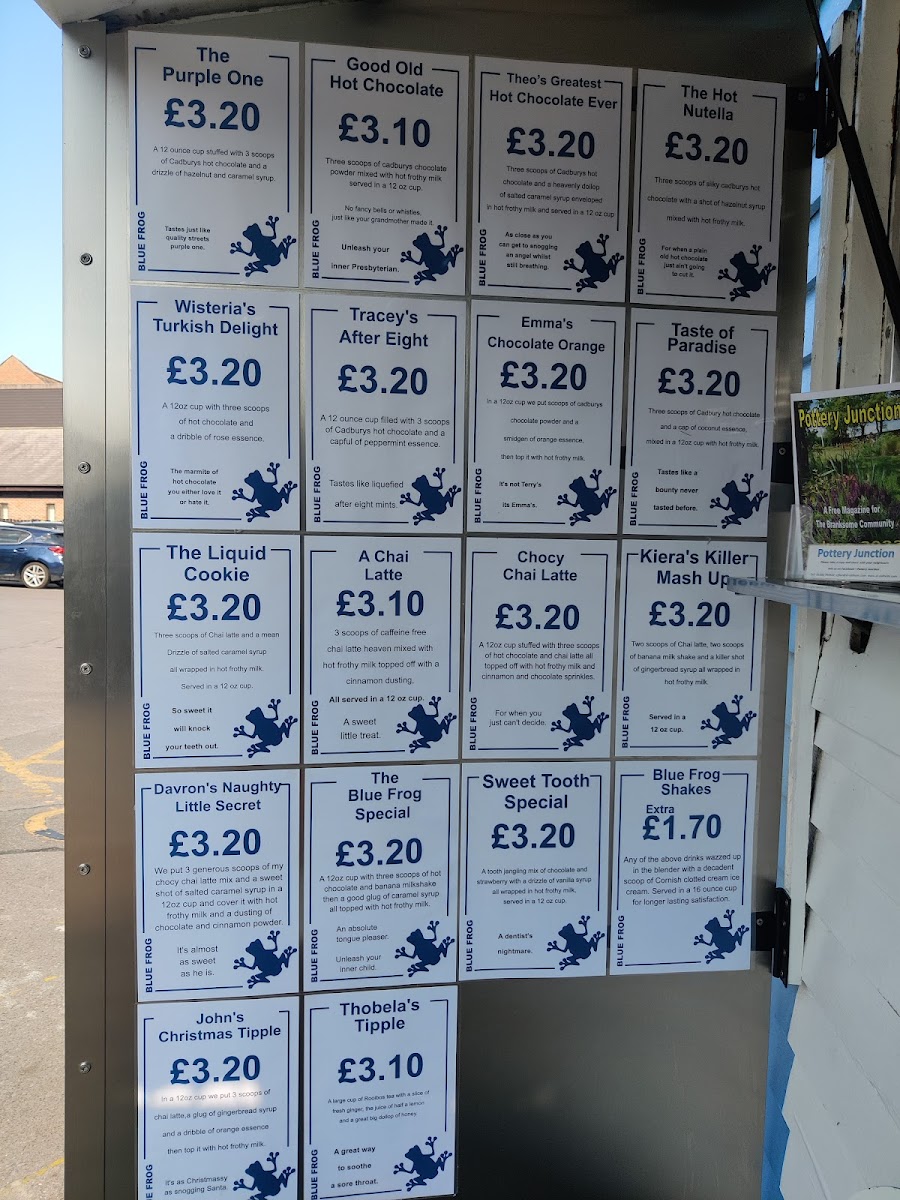 The
Purple One
£3.20
A 12 ounce cup stuffed with 3 scoops
of Cadburys hot chocolate and a
drizzle of hazelnut and caramel syrup.
Tastes just like
quality streets
purple one.
BLUE FROG
Good Old
Hot Chocolate
£3.10
Three scoops of cadburys chocolate
powder mixed with hot frothy milk
served in a 12 oz cup.
No fancy bells or whistles,
just like your grandmother made it.
Unleash your
inner Presbyterian.
BLUE FROG
Theo's Greatest
Hot Chocolate Ever
£3.20
Three scoops of Cadburys hot
chocolate and a heavenly dollop
of salted caramel syrup enveloped
in hot frothy milk and served in a 12 oz cup
As close as you
can get to snogging
an angel whilst
still breathing.
BLUE FROG
The Hot
Nutella
£3.20
Three scoops of silky cadburys hot
chocolate with a shot of hazelnut syrup
mixed with hot frothy milk.
For when a plain
old hot chocolate
just ain't going
to cut it.
BLUE FROG
Wisteria's
Turkish Delight
£3.20
A 12oz cup with three scoops
of hot chocolate and
a dribble of rose essence.
The marmite of
hot chocolate
you either love it
or hate it.
BLUE FROG
Tracey's
After Eight
£3.20
A 12 ounce cup filled with 3 scoops
of Cadburys hot chocolate and a
capful of peppermint essence.
Tastes like liquefied
after eight mints.
BLUE FROG
Emma's
Chocolate Orange
£3.20
In a 12oz cup we put scoops of cadburys
chocolate powder and a
smidgen of orange essence,
then top it with hot frothy milk.
It's not Terry's
its Emma's.
BLUE FROG
Taste of
Paradise
£3.20
Three scoops of Cadbury hot chocolate
and a cap of coconut essence,
mixed in a 12oz cup with hot frothy milk.
Tastes like a
bounty never
tasted before.
BLUE FROG
The Liquid
Cookie
£3.20
Three scoops of Chai latte and a mean
Drizzle of salted caramel syrup
all wrapped in hot frothy milk.
Served in a 12 oz cup.
So sweet it
will knock
your teeth out.
BLUE FROG
A Chai
Latte
£3.10
3 scoops of caffeine free
chai latte heaven mixed with
hot frothy milk topped off with a
cinnamon dusting.
All served in a 12 oz cup.
A sweet
little treat.
BLUE FROG
Chocy
Chai Latte
£3.20
A 12oz cup stuffed with three scoops
of hot chocolate and chai latte all
topped off with hot frothy milk and
cinnamon and chocolate sprinkles.
For when you
just can't decide.
BLUE FROG
Kiera's Killer
Mash Up
£3.20
Two scoops of Chai latte, two scoops
of banana milk shake and a killer shot
of gingerbread syrup all wrapped in
hot frothy milk.
Served in a
12 oz cup.
BLUE FROG
Davron's Naughty
Little Secret
£3.20
We put 3 generous scoops of my
chocy chai latte mix and a sweet
shot of salted caramel syrup in a
12oz cup and cover it with hot
frothy milk and a dusting of
chocolate and cinnamon powder.
It's almost
as sweet
as he is.
BLUE FROG
The
Blue Frog
Special
£3.20
A 12oz cup with three scoops of hot
chocolate and banana milkshake
then a good glug of caramel syrup
all topped with hot frothy milk.
An absolute
tongue pleaser.
Unleash your
inner child.
BLUE FROG
Sweet Tooth
Special
£3.20
A tooth jangling mix of chocolate and
strawberry with a drizzle of vanilla syrup
all wrapped in hot frothy milk,
served in a 12 oz cup.
A dentist's
nightmare.
BLUE FROG
Blue Frog
Shakes
Extra
£1.70
Any of the above drinks wazzed up
in the blender with a decadent
scoop of Cornish clotted cream ice
cream. Served in a 16 ounce cup
for longer lasting satisfaction.
BLUE FROG
John's
Christmas Tipple
£3.20
In a 12oz cup we put 3 scoops of
chai latte,a glug of gingerbread syrup
and a dribble of orange essence
then top it with hot frothy milk.
It's as Christmassy
as snogging Santa.
BLUE FROG
Thobela's
Tipple
£3.10
A large cup of Rooibos tea with a slice of
fresh ginger, the juice of half a lemon
and a great big dollop of honey.
A great way
to soothe
a sore throat.
BLUE FROG
Pottery Junction
A Free Magazine for
The Branksome Community
Pottery Junction